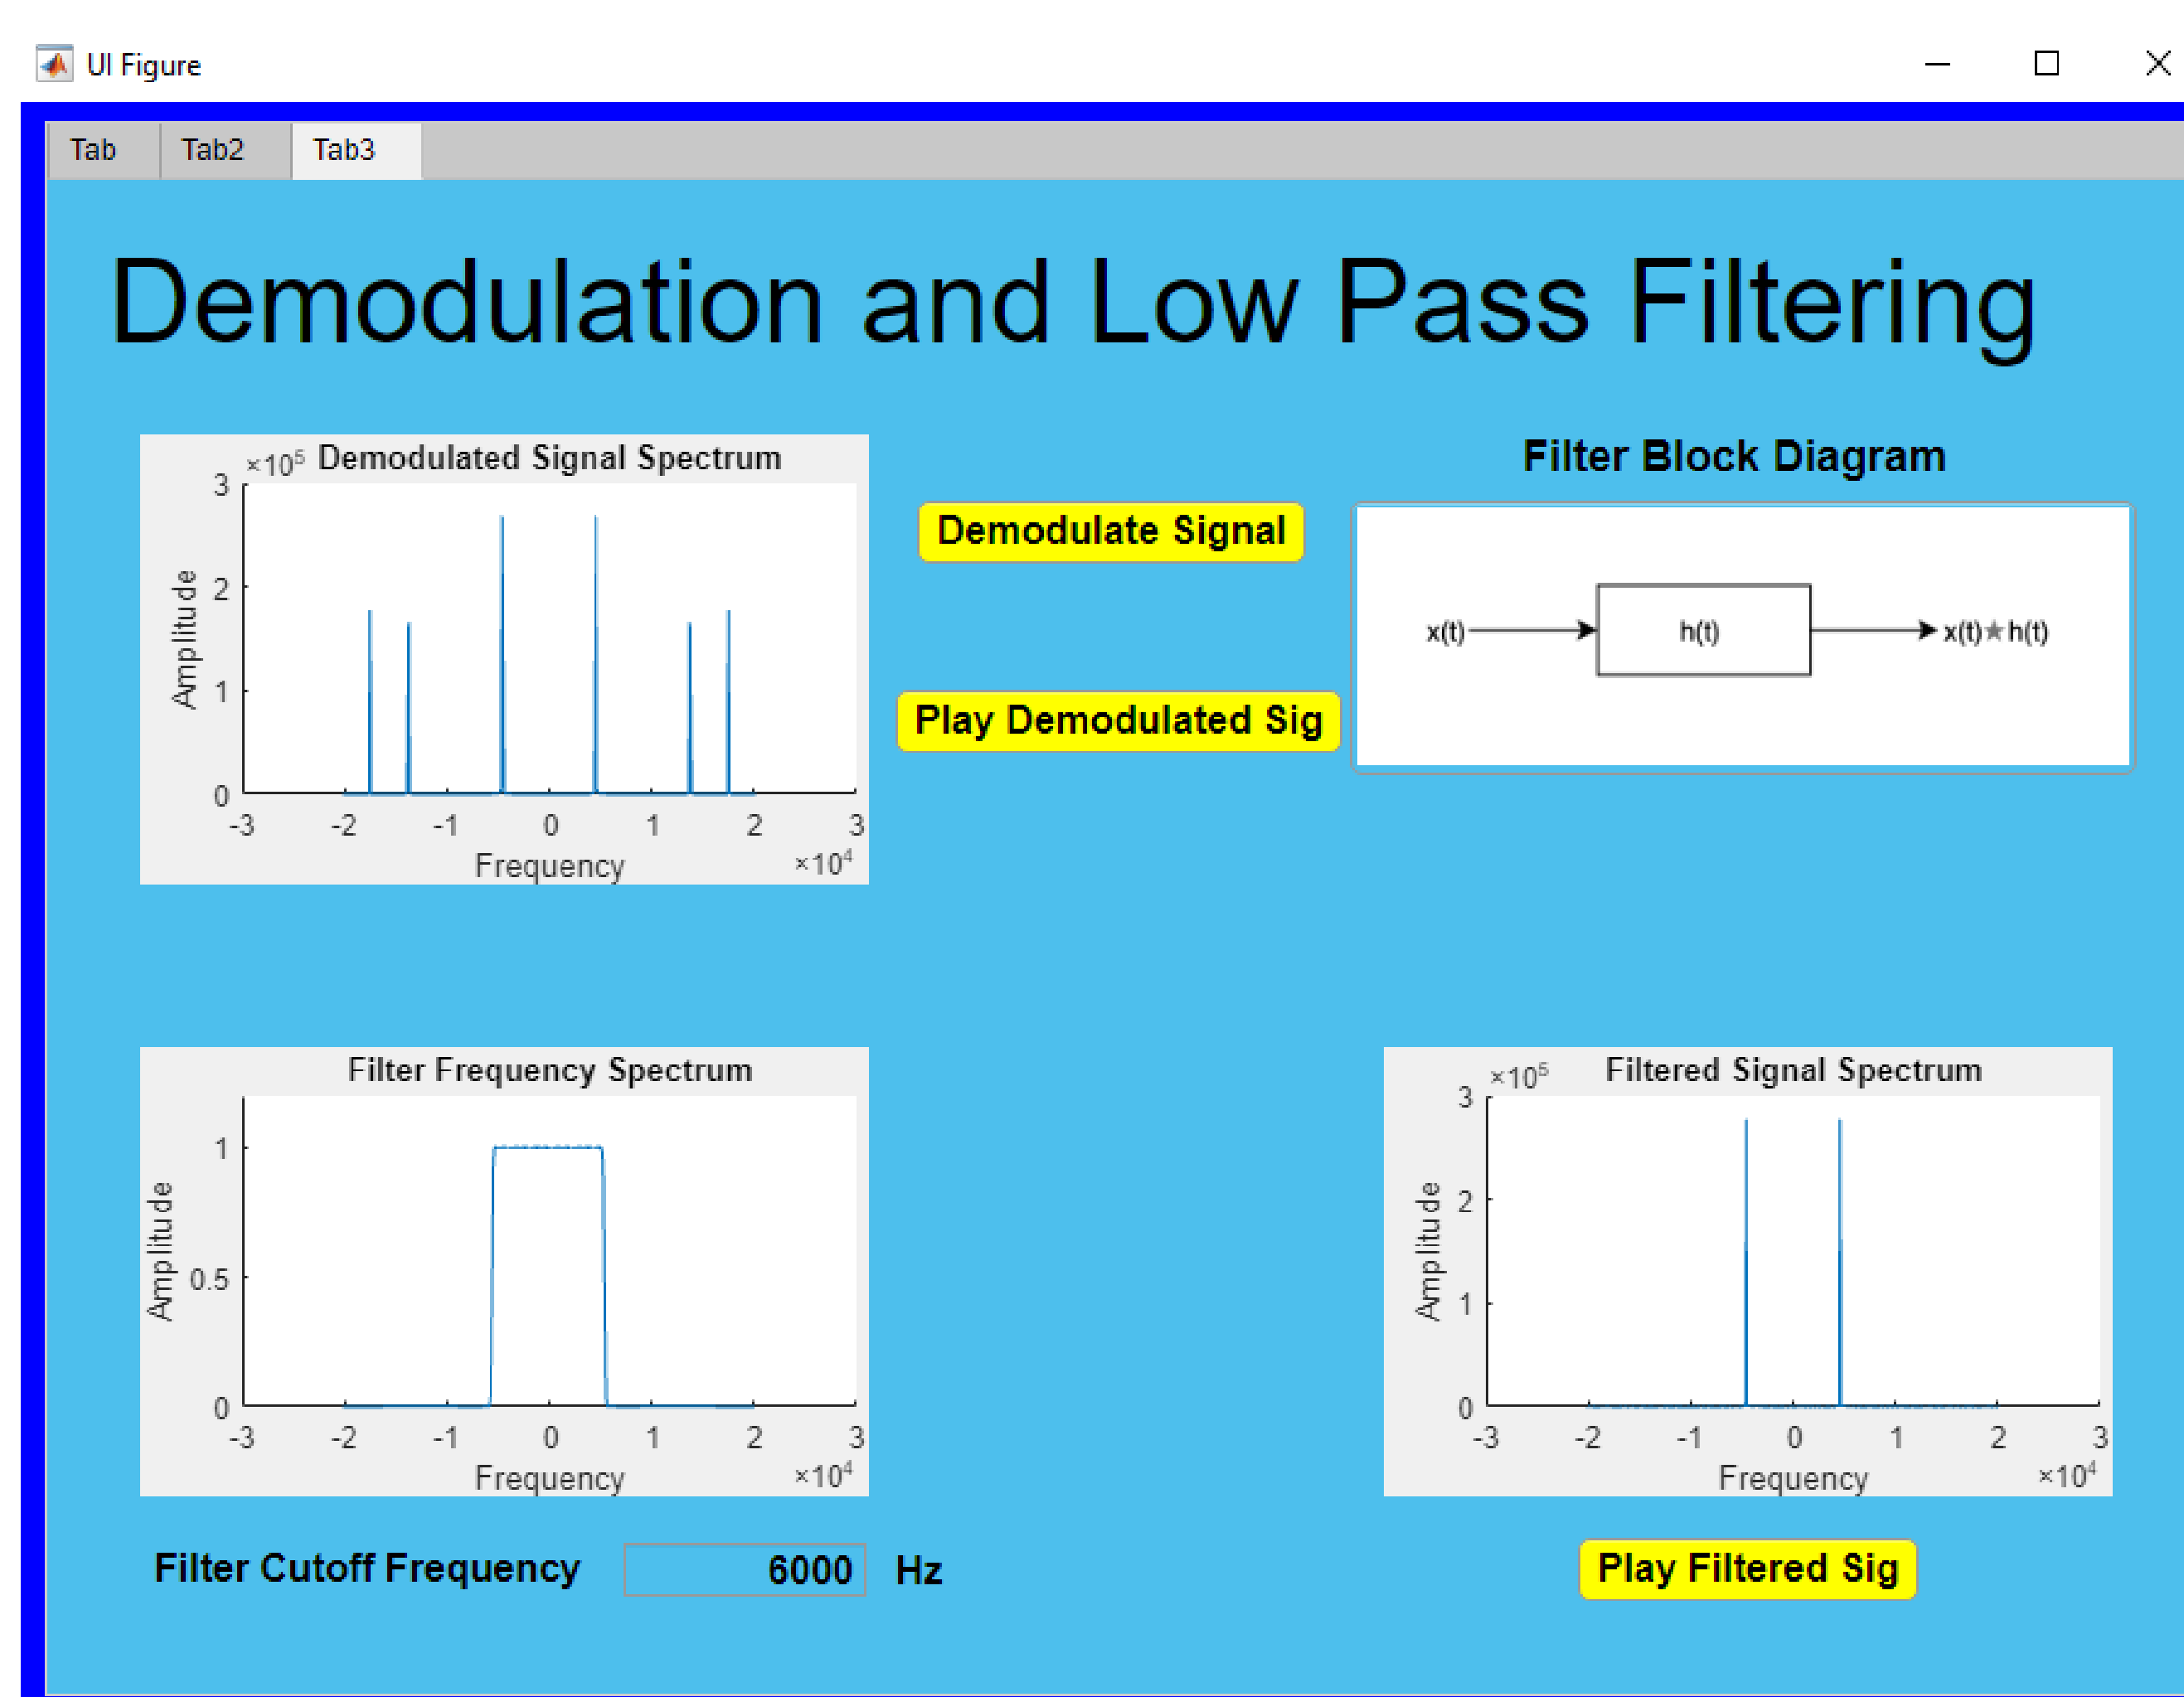 UI Figure
Tab Tab2 Tab3
Demodulation and Low Pass Filtering
×10⁵ Demodulated Signal Spectrum
3
2
1
0
Amplitude
-3 -2 -1 0 1 2 3
Frequency ×10⁴
Demodulate Signal
Play Demodulated Sig
Filter Block Diagram
x(t) h(t) x(t)★h(t)
Filter Frequency Spectrum
1
0.5
0
Amplitude
-3 -2 -1 0 1 2 3
Frequency ×10⁴
Filter Cutoff Frequency 6000 Hz
×10⁵ Filtered Signal Spectrum
3
2
1
0
Amplitude
-3 -2 -1 0 1 2 3
Frequency ×10⁴
Play Filtered Sig